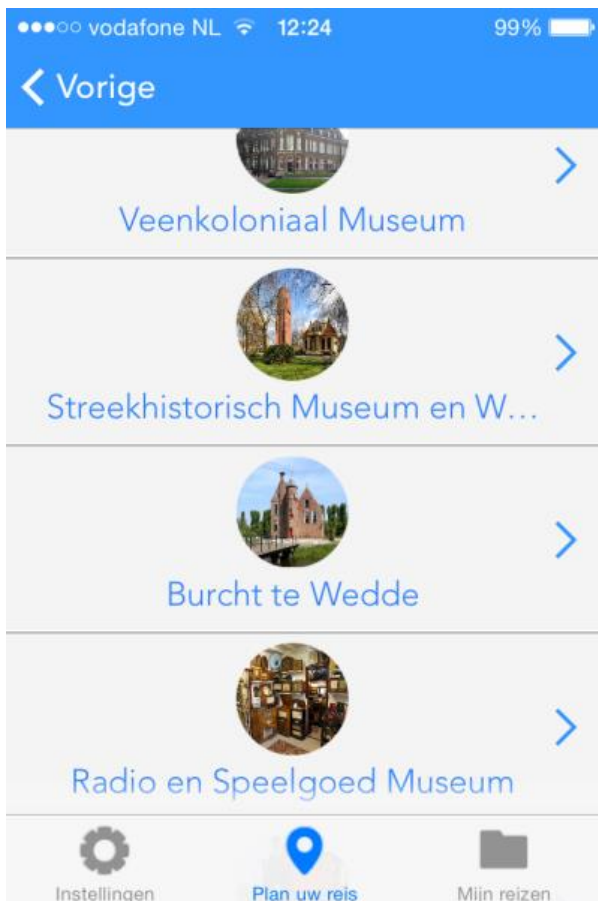 vodafone NL 12:24 99%
Vorige
Veenkoloniaal Museum
Streekhistorisch Museum en W...
Burcht te Wedde
Radio en Speelgoed Museum
Instellingen Plan uw reis Mijn reizen